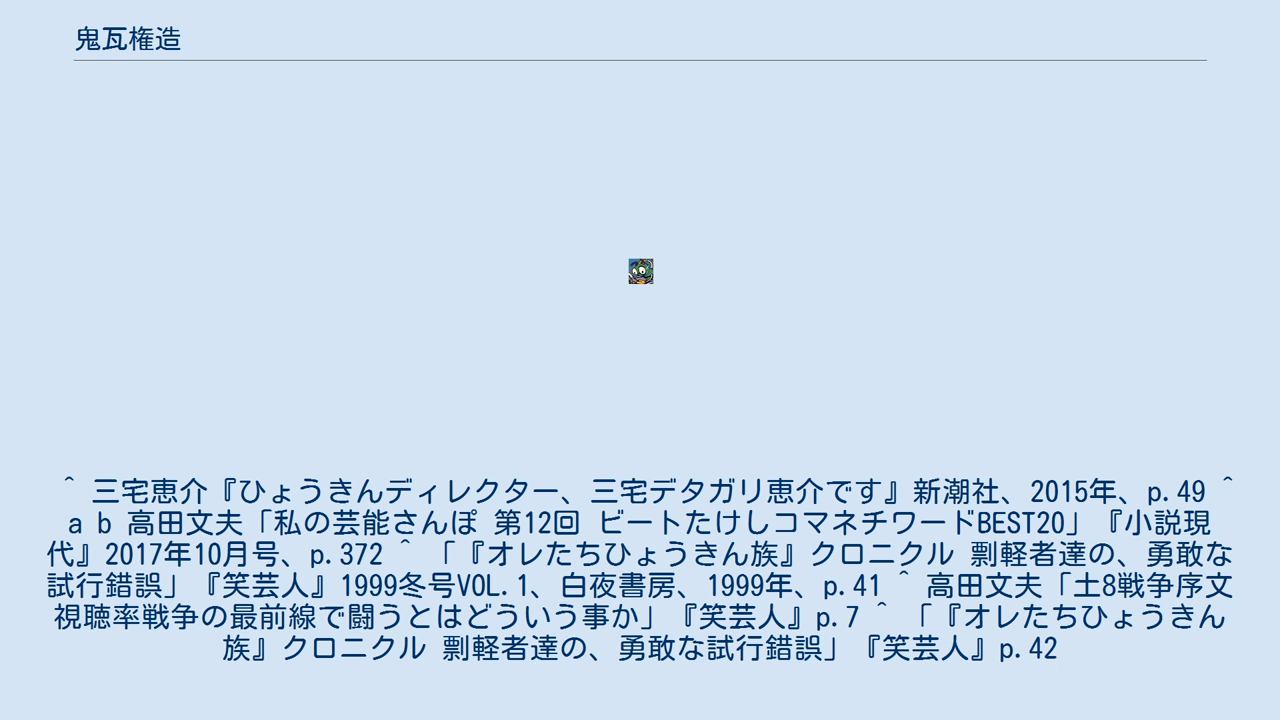 鬼瓦権造
^ 三宅恵介『ひょうきんディレクター、三宅デタガリ恵介です』新潮社、2015年、p.49 ^
a b 高田文夫「私の芸能さんぽ 第12回 ビートたけしコマネチワードBEST20」『小説現
代』2017年10月号、p.372 ^ 「『オレたちひょうきん族』クロニクル 剽軽者達の、勇敢な
試行錯誤」『笑芸人』1999冬号VOL.1、白夜書房、1999年、p.41 ^ 高田文夫「土8戦争序文
視聴率戦争の最前線で闘うとはどういう事か」『笑芸人』p.7 ^ 「『オレたちひょうきん
族』クロニクル 剽軽者達の、勇敢な試行錯誤」『笑芸人』p.42